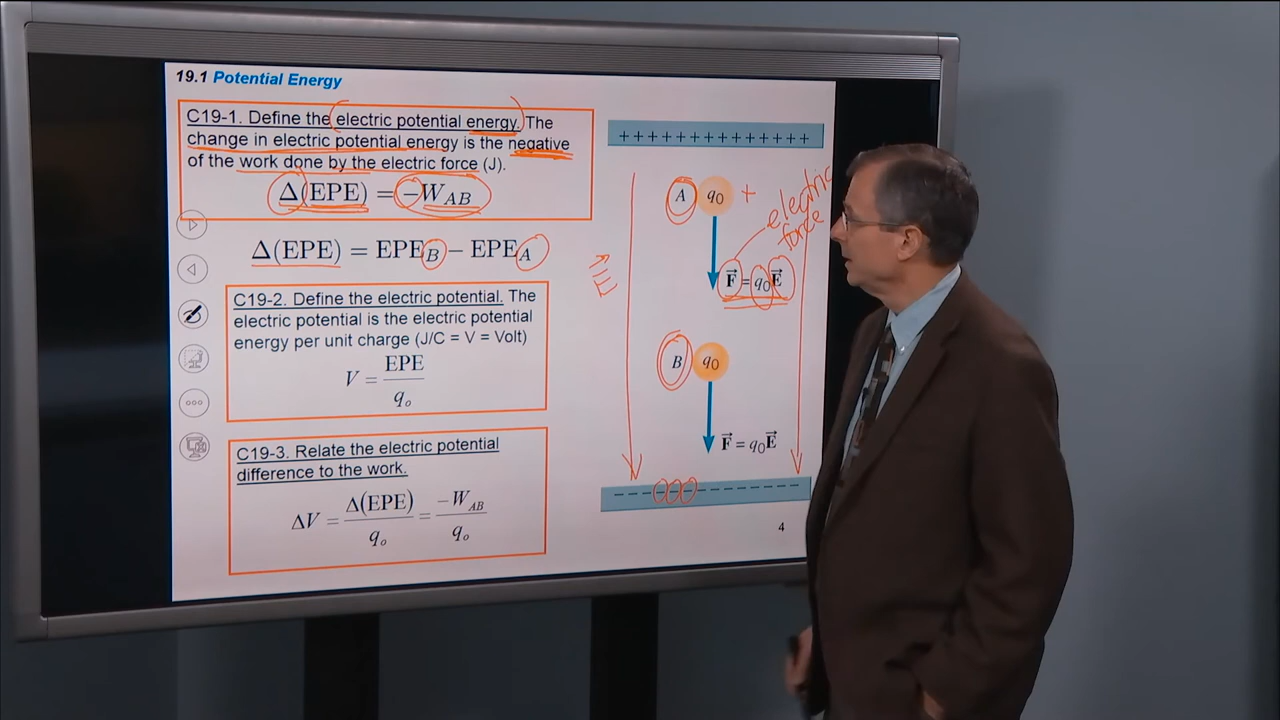 19.1 Potential Energy
C19-1. Define the electric potential energy. The
change in electric potential energy is the negative
of the work done by the electric force (J).
Δ(EPE) = −W_AB
Δ(EPE) = EPE_B − EPE_A
C19-2. Define the electric potential. The
electric potential is the electric potential
energy per unit charge (J/C = V = Volt)
V = EPE / q_o
C19-3. Relate the electric potential
difference to the work.
ΔV = Δ(EPE) / q_o = −W_AB / q_o
+ + + + + + + + + + + + +
A q0 +
electric
force
F⃗ = q0E⃗
E⃗
B q0
F⃗ = q0E⃗
− − − − − − − − − − − − −
4